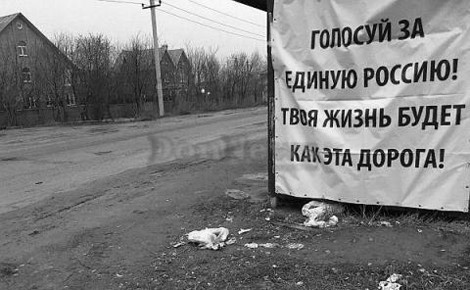 ГОЛОСУЙ ЗА
ЕДИНУЮ РОССИЮ!
ТВОЯ ЖИЗНЬ БУДЕТ
КАК ЭТА ДОРОГА!